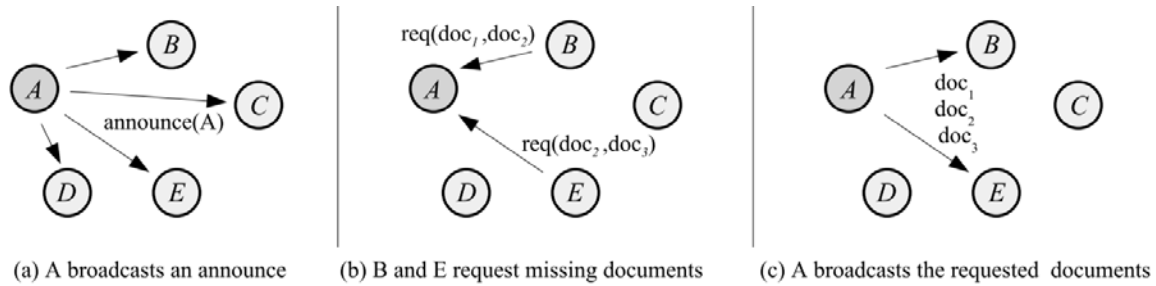 B
A
C
announce(A)
D
E
(a) A broadcasts an announce
req(doc₁,doc₂)
B
A
C
req(doc₂,doc₃)
D
E
(b) B and E request missing documents
B
A
doc₁
C
doc₂
doc₃
D
E
(c) A broadcasts the requested documents